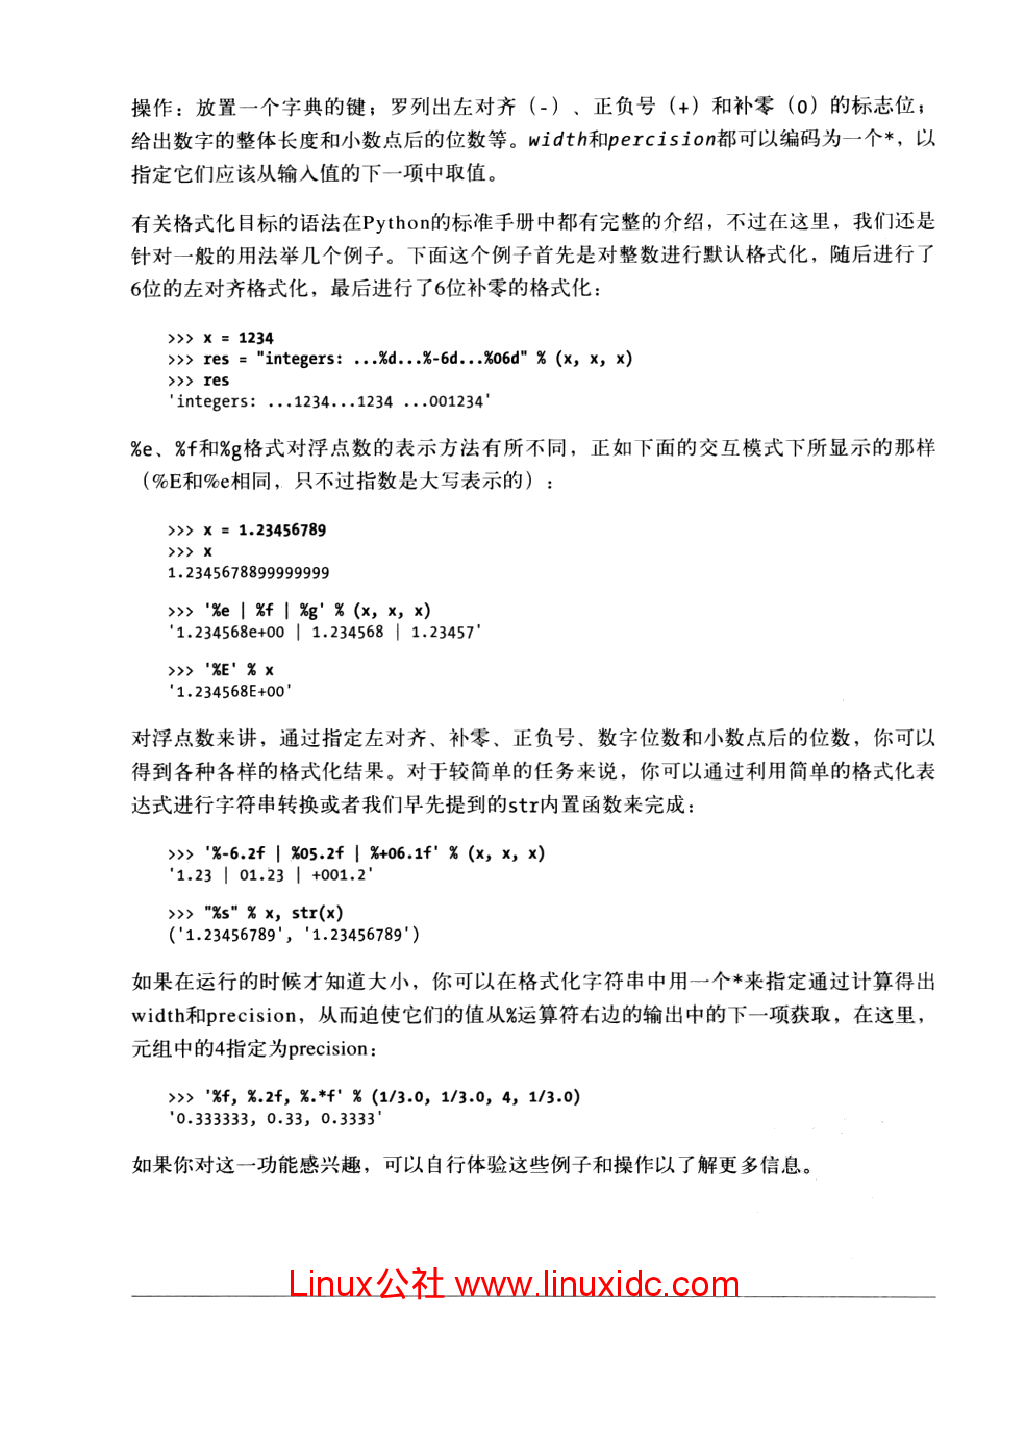 操作：放置一个字典的键；罗列出左对齐（-）、正负号（+）和补零（0）的标志位；
给出数字的整体长度和小数点后的位数等。width和percision都可以编码为一个*，以
指定它们应该从输入值的下一项中取值。
有关格式化目标的语法在Python的标准手册中都有完整的介绍，不过在这里，我们还是
针对一般的用法举几个例子。下面这个例子首先是对整数进行默认格式化，随后进行了
6位的左对齐格式化，最后进行了6位补零的格式化：
>>> x = 1234
>>> res = "integers: ...%d...%-6d...%06d" % (x, x, x)
>>> res
'integers: ...1234...1234 ...001234'
%e、%f和%g格式对浮点数的表示方法有所不同，正如下面的交互模式下所显示的那样
（%E和%e相同，只不过指数是大写表示的）：
>>> x = 1.23456789
>>> x
1.2345678899999999
>>> '%e | %f | %g' % (x, x, x)
'1.234568e+00 | 1.234568 | 1.23457'
>>> '%E' % x
'1.234568E+00'
对浮点数来讲，通过指定左对齐、补零、正负号、数字位数和小数点后的位数，你可以
得到各种各样的格式化结果。对于较简单的任务来说，你可以通过利用简单的格式化表
达式进行字符串转换或者我们早先提到的str内置函数来完成：
>>> '%-6.2f | %05.2f | %+06.1f' % (x, x, x)
'1.23 | 01.23 | +001.2'
>>> "%s" % x, str(x)
('1.23456789', '1.23456789')
如果在运行的时候才知道大小，你可以在格式化字符串中用一个*来指定通过计算得出
width和precision，从而迫使它们的值从%运算符右边的输出中的下一项获取，在这里，
元组中的4指定为precision：
>>> '%f, %.2f, %.*f' % (1/3.0, 1/3.0, 4, 1/3.0)
'0.333333, 0.33, 0.3333'
如果你对这一功能感兴趣，可以自行体验这些例子和操作以了解更多信息。
Linux公社 www.linuxidc.com